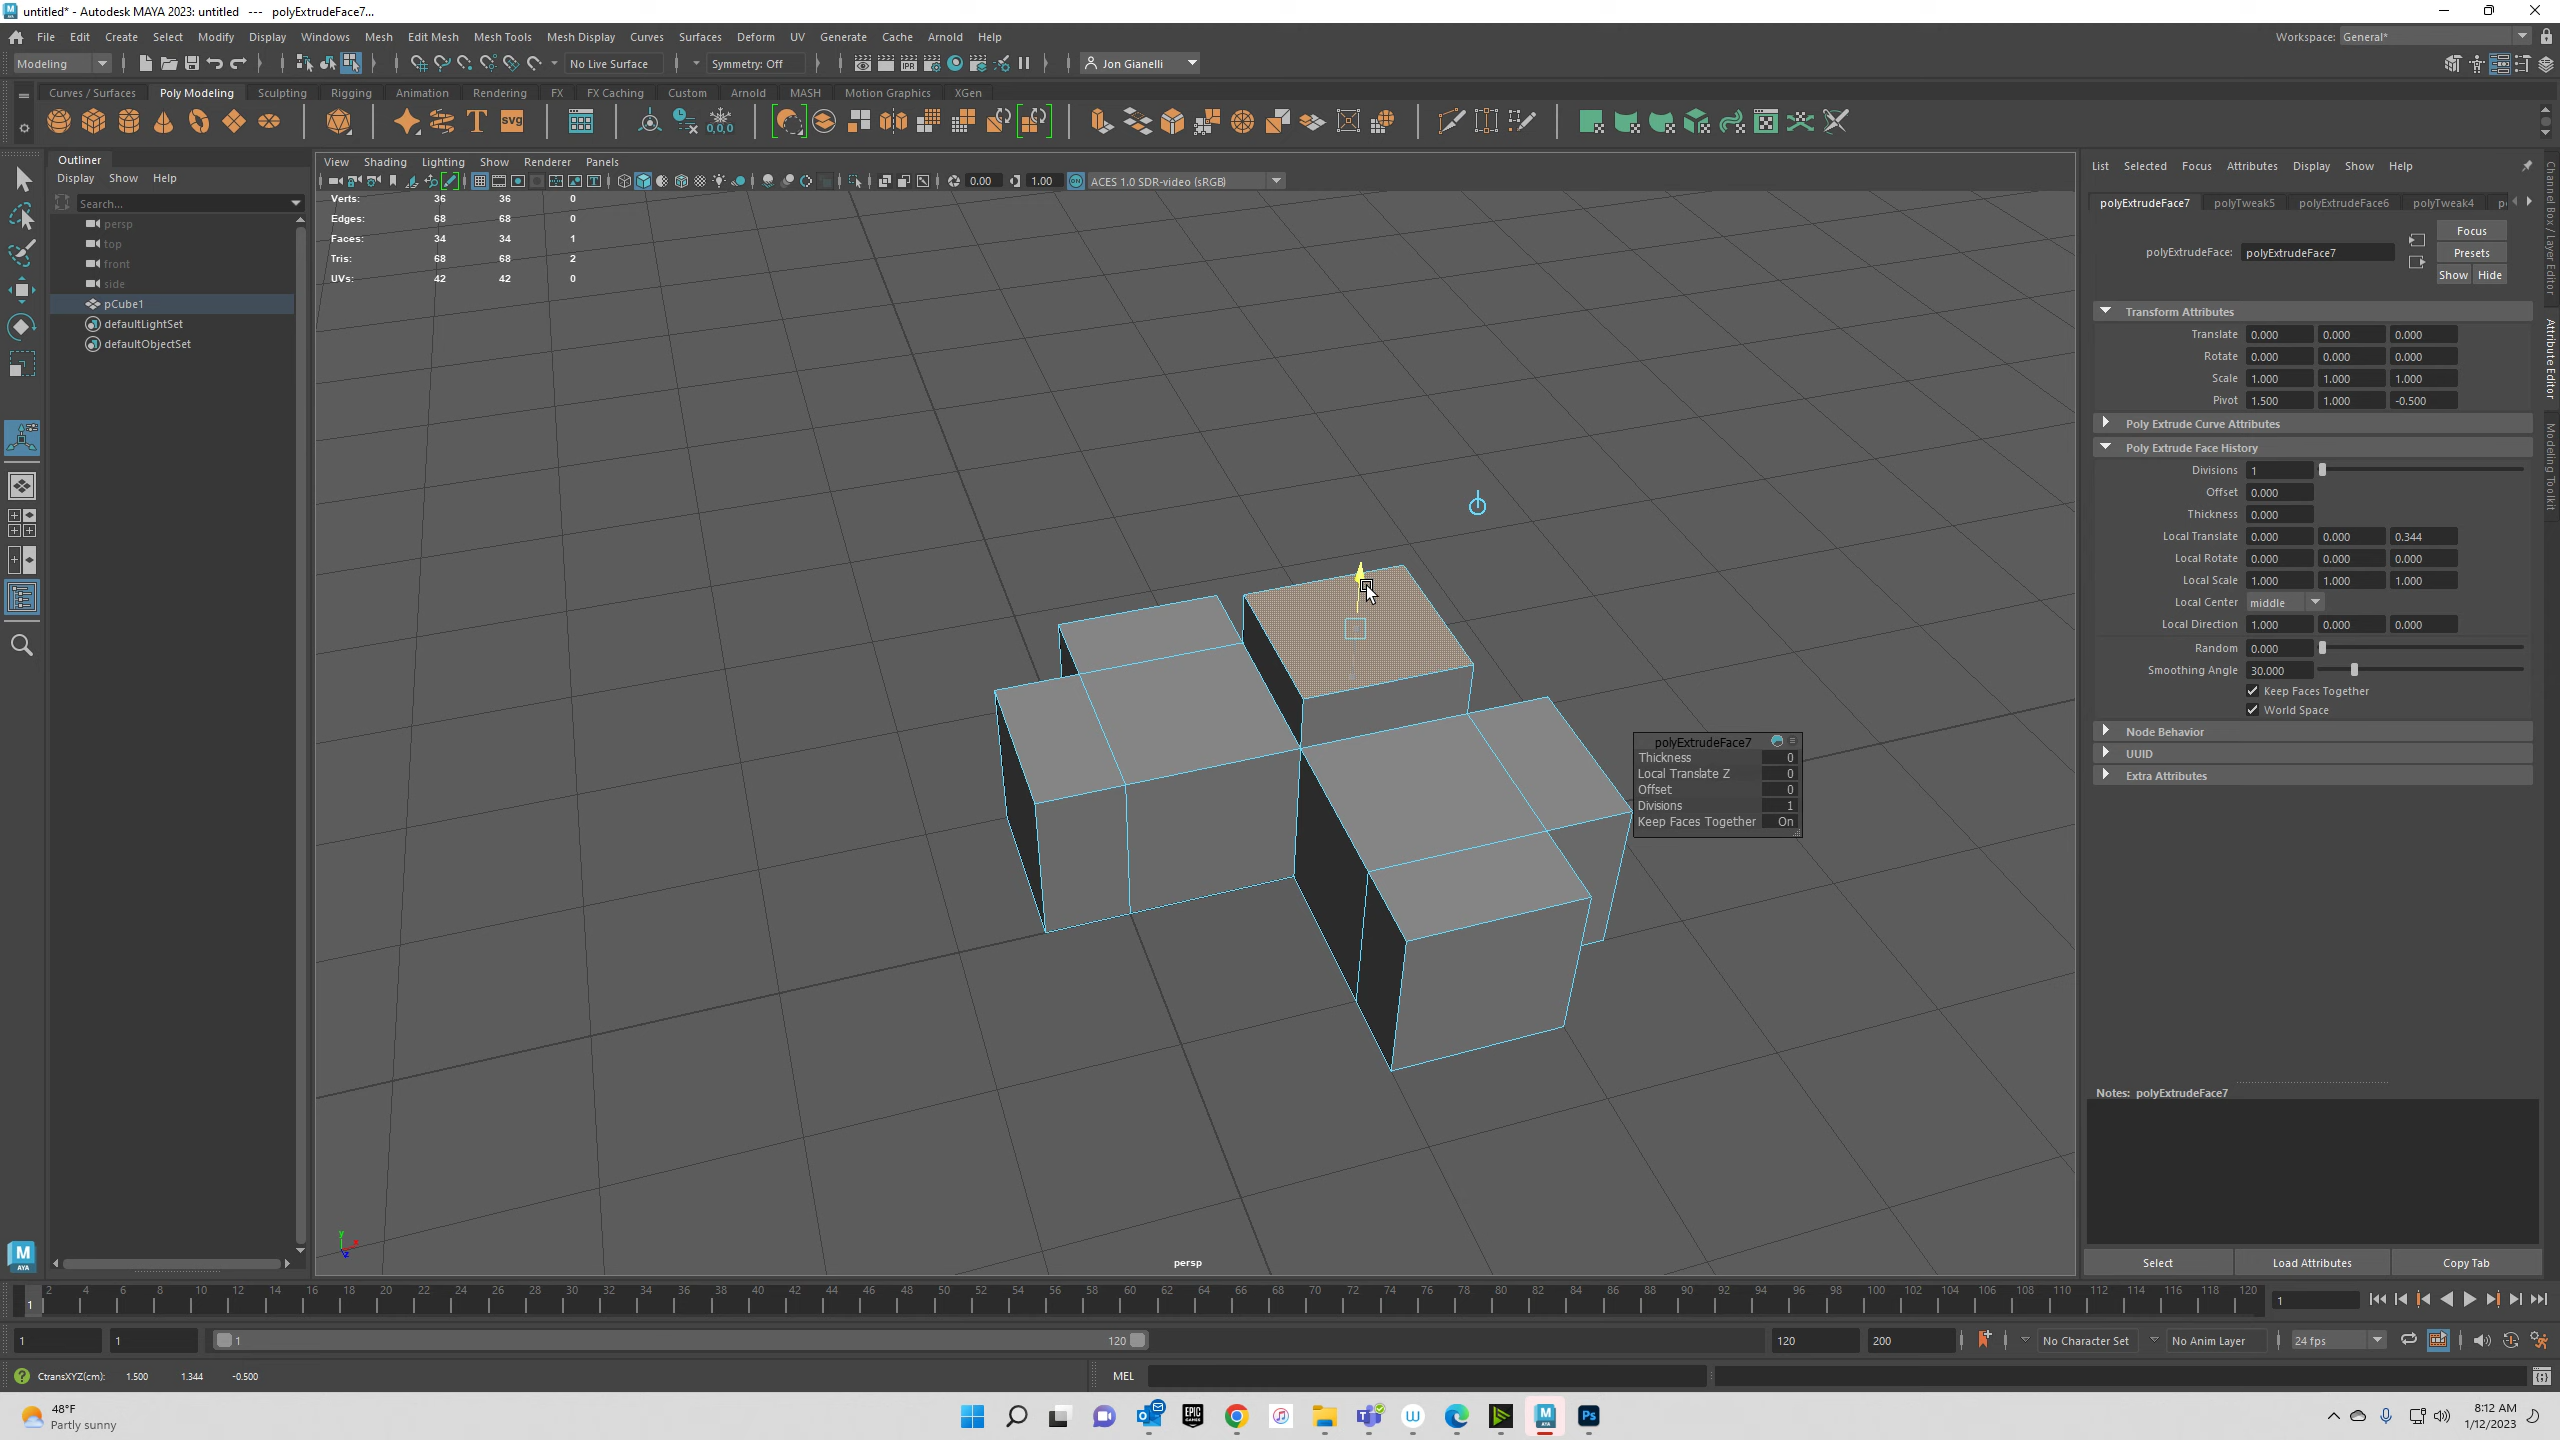 untitled* - Autodesk MAYA 2023: untitled --- polyExtrudeFace7...
File Edit Create Select Modify Display Windows Mesh Edit Mesh Mesh Tools Mesh Display Curves Surfaces Deform UV Generate Cache Arnold Help
Workspace: General*
Modeling No Live Surface Symmetry: Off Jon Gianelli
Curves / Surfaces Poly Modeling Sculpting Rigging Animation Rendering FX FX Caching Custom Arnold MASH Motion Graphics XGen
Outliner
Display Show Help
Search...
persp
top
front
side
pCube1
defaultLightSet
defaultObjectSet
View Shading Lighting Show Renderer Panels
0.00 1.00 ACES 1.0 SDR-video (sRGB)
Verts: 36 36 0
Edges: 68 68 0
Faces: 34 34 1
Tris: 68 68 2
UVs: 42 42 0
polyExtrudeFace7
Thickness 0
Local Translate Z 0
Offset 0
Divisions 1
Keep Faces Together On
persp
List Selected Focus Attributes Display Show Help
polyExtrudeFace7 polyTweak5 polyExtrudeFace6 polyTweak4
polyExtrudeFace: polyExtrudeFace7
Focus
Presets
Show Hide
Transform Attributes
Translate 0.000 0.000 0.000
Rotate 0.000 0.000 0.000
Scale 1.000 1.000 1.000
Pivot 1.500 1.000 -0.500
Poly Extrude Curve Attributes
Poly Extrude Face History
Divisions 1
Offset 0.000
Thickness 0.000
Local Translate 0.000 0.000 0.344
Local Rotate 0.000 0.000 0.000
Local Scale 1.000 1.000 1.000
Local Center middle
Local Direction 1.000 0.000 0.000
Random 0.000
Smoothing Angle 30.000
Keep Faces Together
World Space
Node Behavior
UUID
Extra Attributes
Notes: polyExtrudeFace7
Select Load Attributes Copy Tab
Channel Box / Layer Editor
Attribute Editor
Modeling Toolkit
2 4 6 8 10 12 14 16 18 20 22 24 26 28 30 32 34 36 38 40 42 44 46 48 50 52 54 56 58 60 62 64 66 68 70 72 74 76 78 80 82 84 86 88 90 92 94 96 98 100 102 104 106 108 110 112 114 116 118 120
1 1
1 1 1 120 120 200 No Character Set No Anim Layer 24 fps
CtransXYZ(cm): 1.500 1.344 -0.500
MEL
48°F
Partly sunny
8:12 AM
1/12/2023